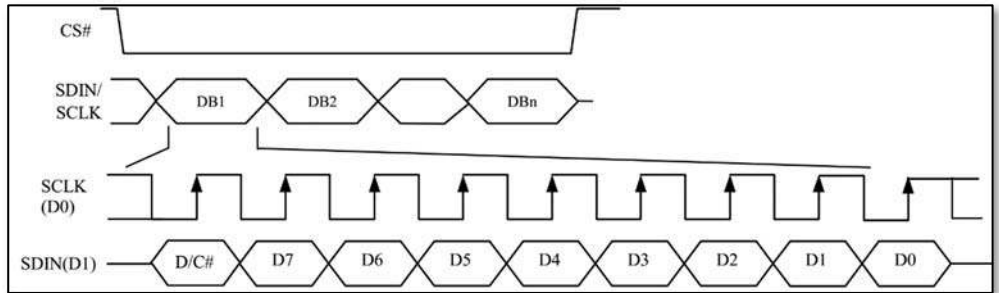 CS#
SDIN/
SCLK
DB1 DB2 DBn
SCLK
(D0)
SDIN(D1) D/C# D7 D6 D5 D4 D3 D2 D1 D0